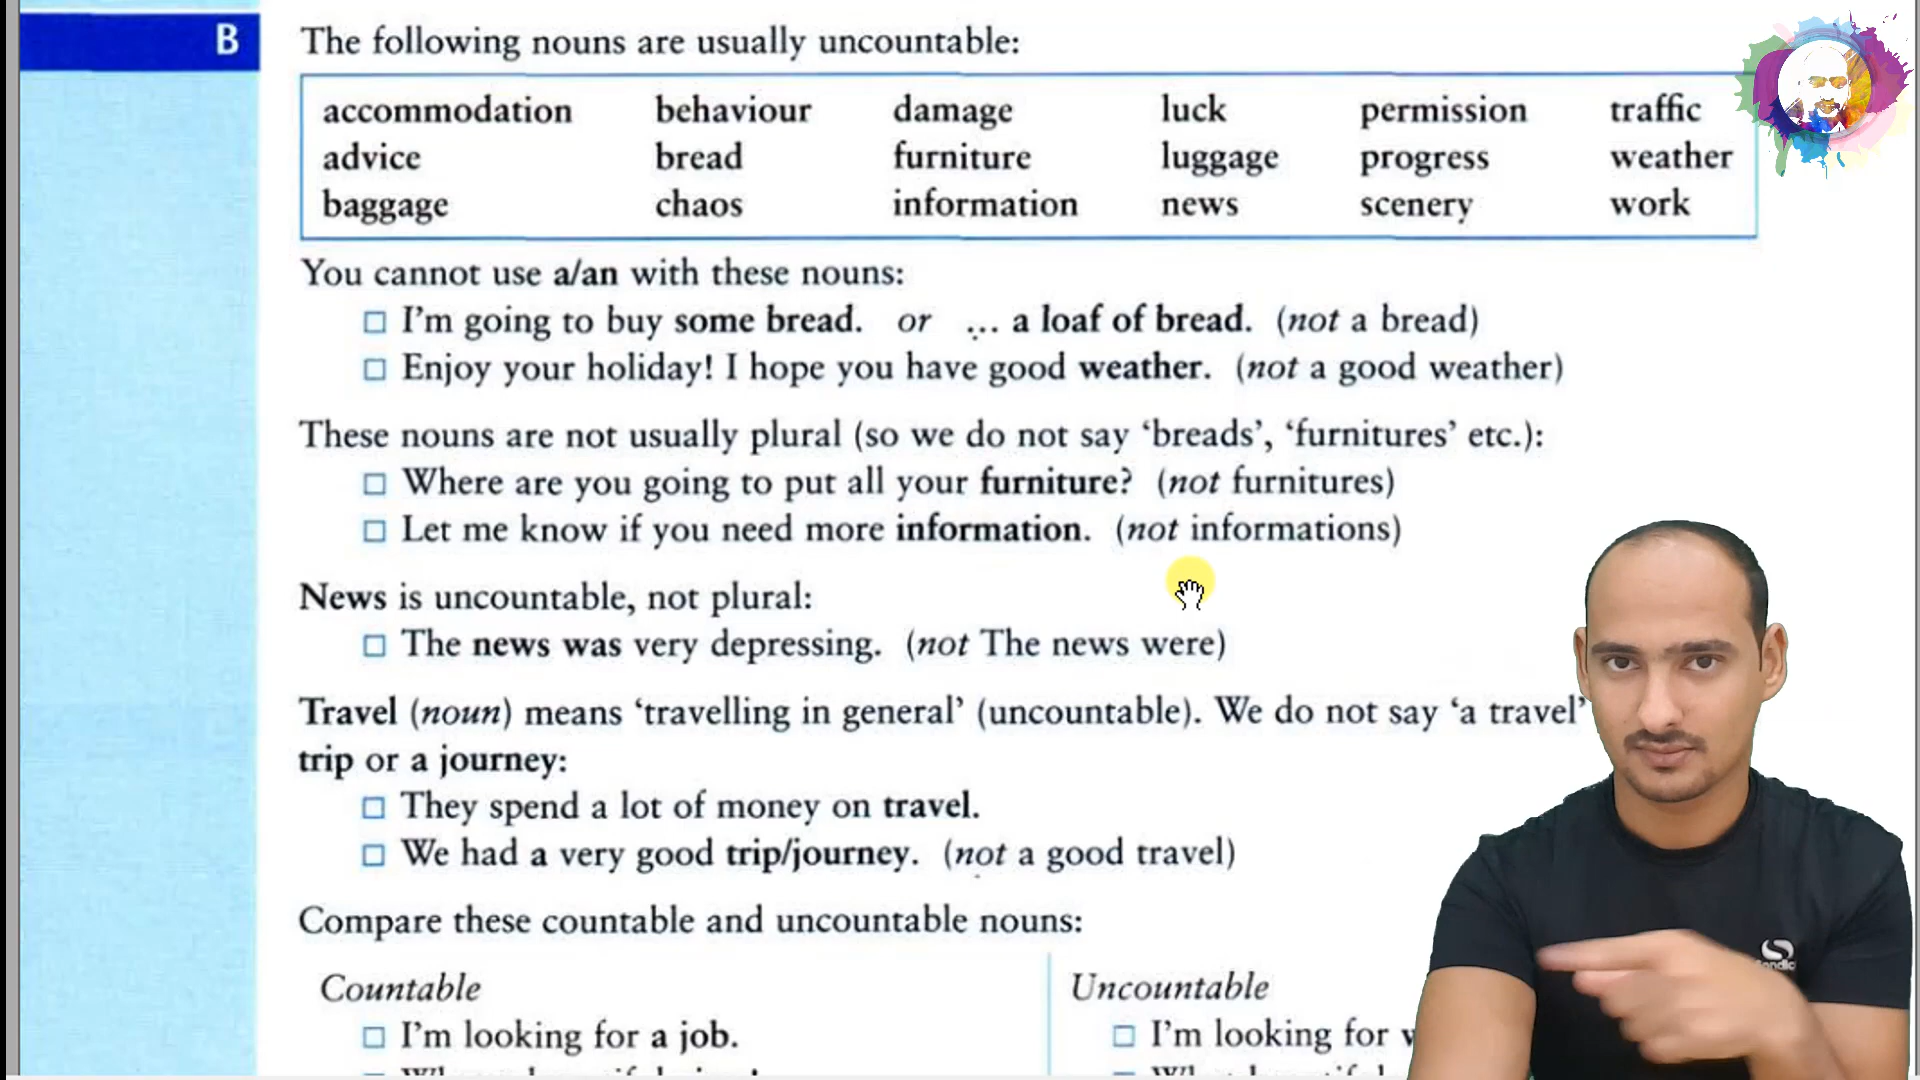 B The following nouns are usually uncountable:
accommodation behaviour damage luck permission traffic
advice bread furniture luggage progress weather
baggage chaos information news scenery work
You cannot use a/an with these nouns:
I'm going to buy some bread. or ... a loaf of bread. (not a bread)
Enjoy your holiday! I hope you have good weather. (not a good weather)
These nouns are not usually plural (so we do not say 'breads', 'furnitures' etc.):
Where are you going to put all your furniture? (not furnitures)
Let me know if you need more information. (not informations)
News is uncountable, not plural:
The news was very depressing. (not The news were)
Travel (noun) means 'travelling in general' (uncountable). We do not say 'a travel'
trip or a journey:
They spend a lot of money on travel.
We had a very good trip/journey. (not a good travel)
Compare these countable and uncountable nouns:
Countable Uncountable
I'm looking for a job. I'm looking for